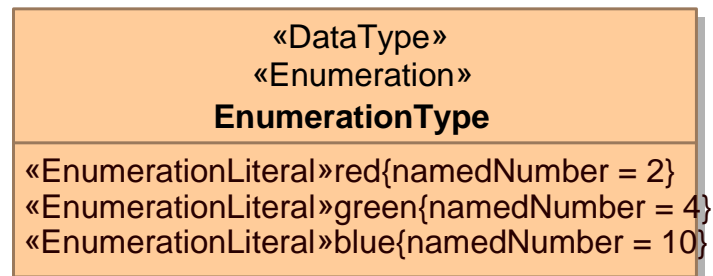 «DataType»
«Enumeration»
EnumerationType
«EnumerationLiteral»red{namedNumber = 2}
«EnumerationLiteral»green{namedNumber = 4}
«EnumerationLiteral»blue{namedNumber = 10}